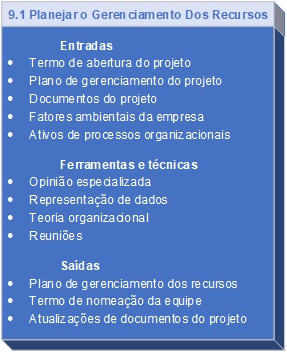 9.1 Planejar o Gerenciamento Dos Recursos
Entradas
• Termo de abertura do projeto
• Plano de gerenciamento do projeto
• Documentos do projeto
• Fatores ambientais da empresa
• Ativos de processos organizacionais
Ferramentas e técnicas
• Opinião especializada
• Representação de dados
• Teoria organizacional
• Reuniões
Saídas
• Plano de gerenciamento dos recursos
• Termo de nomeação da equipe
• Atualizações de documentos do projeto